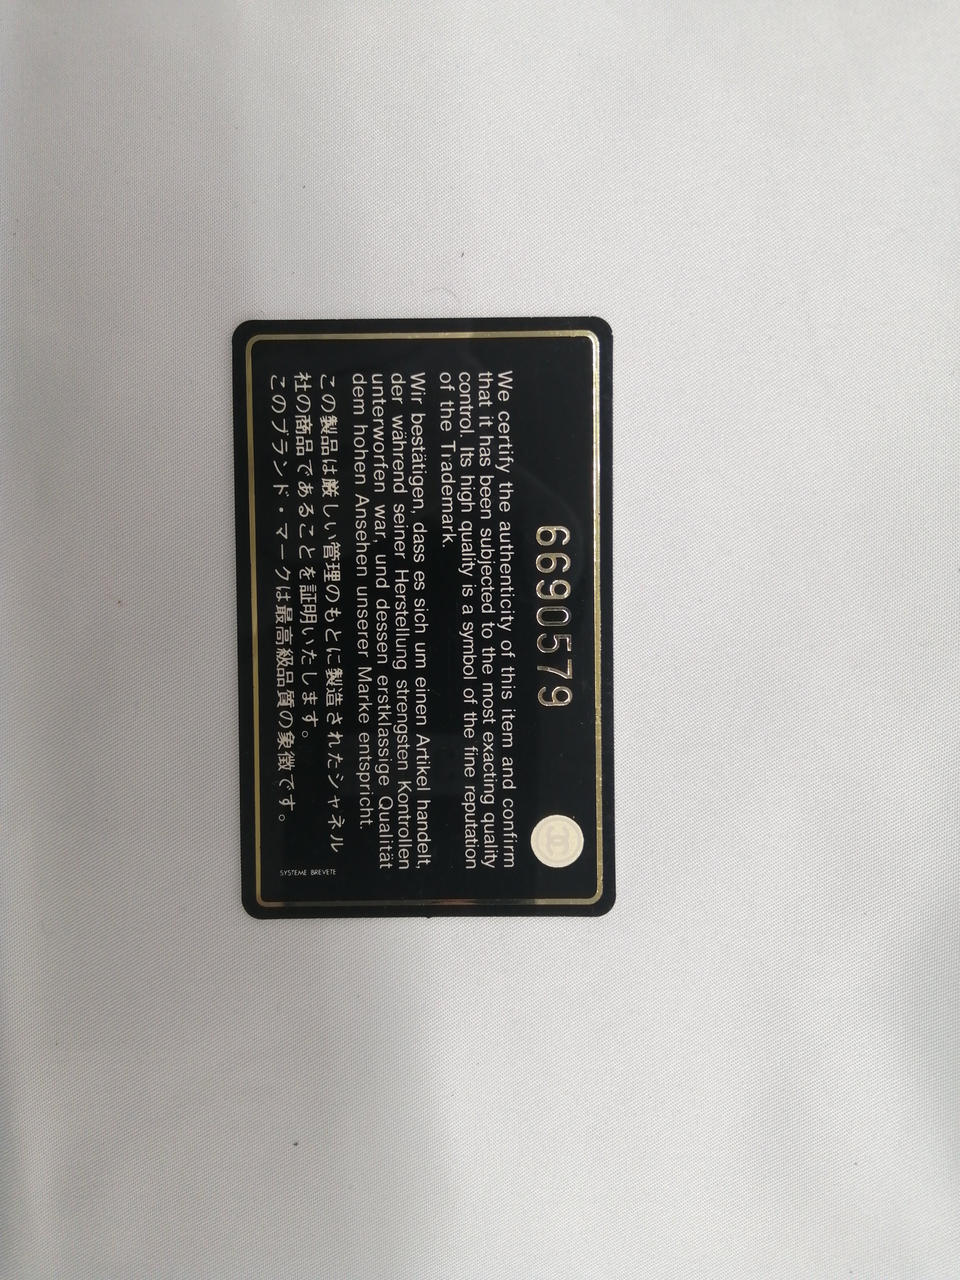 6690579
We certify the authenticity of this item and confirm
that it has been subjected to the most exacting quality
control. Its high quality is a symbol of the fine reputation
of the Trademark.
Wir bestätigen, dass es sich um einen Artikel handelt,
der während seiner Herstellung strengsten Kontrollen
unterworfen war, und dessen erstklassige Qualität
dem hohen Ansehen unserer Marke entspricht.
この製品は厳しい管理のもとに製造されたシャネル
社の商品であることを証明いたします。
このブランド・マークは最高級品質の象徴です。
SYSTEME BREVETE